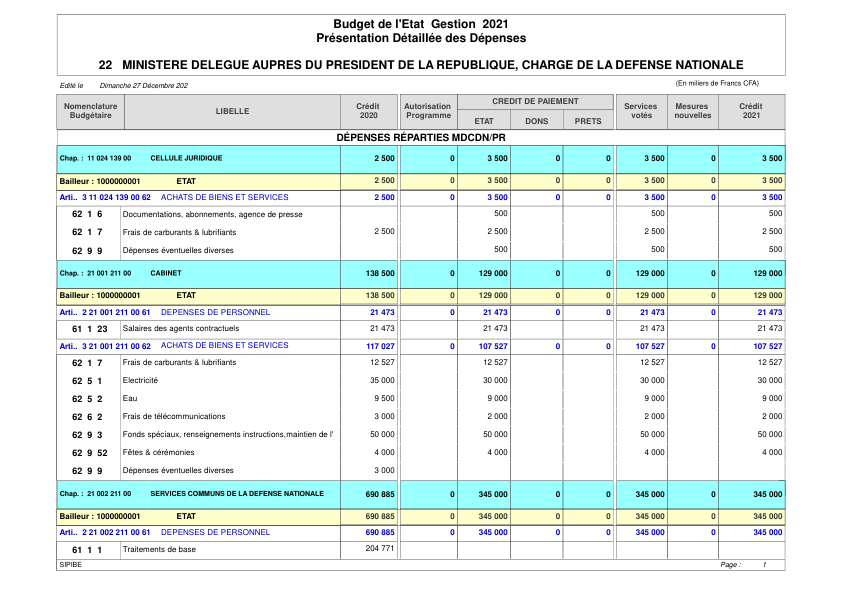 Budget de l'Etat Gestion 2021
Présentation Détaillée des Dépenses
22 MINISTERE DELEGUE AUPRES DU PRESIDENT DE LA REPUBLIQUE, CHARGE DE LA DEFENSE NATIONALE
Edité le Dimanche 27 Décembre 202 (En miliers de Francs CFA)
Nomenclature Budgétaire LIBELLE Crédit 2020 Autorisation Programme CREDIT DE PAIEMENT ETAT DONS PRETS Services votés Mesures nouvelles Crédit 2021
DÉPENSES RÉPARTIES MDCDN/PR
Chap. : 11 024 139 00 CELLULE JURIDIQUE 2 500 0 3 500 0 0 3 500 0 3 500
Bailleur : 1000000001 ETAT 2 500 0 3 500 0 0 3 500 0 3 500
Arti.. 3 11 024 139 00 62 ACHATS DE BIENS ET SERVICES 2 500 0 3 500 0 0 3 500 0 3 500
62 1 6 Documentations, abonnements, agence de presse 500 500 500
62 1 7 Frais de carburants & lubrifiants 2 500 2 500 2 500 2 500
62 9 9 Dépenses éventuelles diverses 500 500 500
Chap. : 21 001 211 00 CABINET 138 500 0 129 000 0 0 129 000 0 129 000
Bailleur : 1000000001 ETAT 138 500 0 129 000 0 0 129 000 0 129 000
Arti.. 2 21 001 211 00 61 DEPENSES DE PERSONNEL 21 473 0 21 473 0 0 21 473 0 21 473
61 1 23 Salaires des agents contractuels 21 473 21 473 21 473 21 473
Arti.. 3 21 001 211 00 62 ACHATS DE BIENS ET SERVICES 117 027 0 107 527 0 0 107 527 0 107 527
62 1 7 Frais de carburants & lubrifiants 12 527 12 527 12 527 12 527
62 5 1 Electricité 35 000 30 000 30 000 30 000
62 5 2 Eau 9 500 9 000 9 000 9 000
62 6 2 Frais de télécommunications 3 000 2 000 2 000 2 000
62 9 3 Fonds spéciaux, renseignements instructions,maintien de l' 50 000 50 000 50 000 50 000
62 9 52 Fêtes & cérémonies 4 000 4 000 4 000 4 000
62 9 9 Dépenses éventuelles diverses 3 000
Chap. : 21 002 211 00 SERVICES COMMUNS DE LA DEFENSE NATIONALE 690 885 0 345 000 0 0 345 000 0 345 000
Bailleur : 1000000001 ETAT 690 885 0 345 000 0 0 345 000 0 345 000
Arti.. 2 21 002 211 00 61 DEPENSES DE PERSONNEL 690 885 0 345 000 0 0 345 000 0 345 000
61 1 1 Traitements de base 204 771
SIPIBE Page : 1